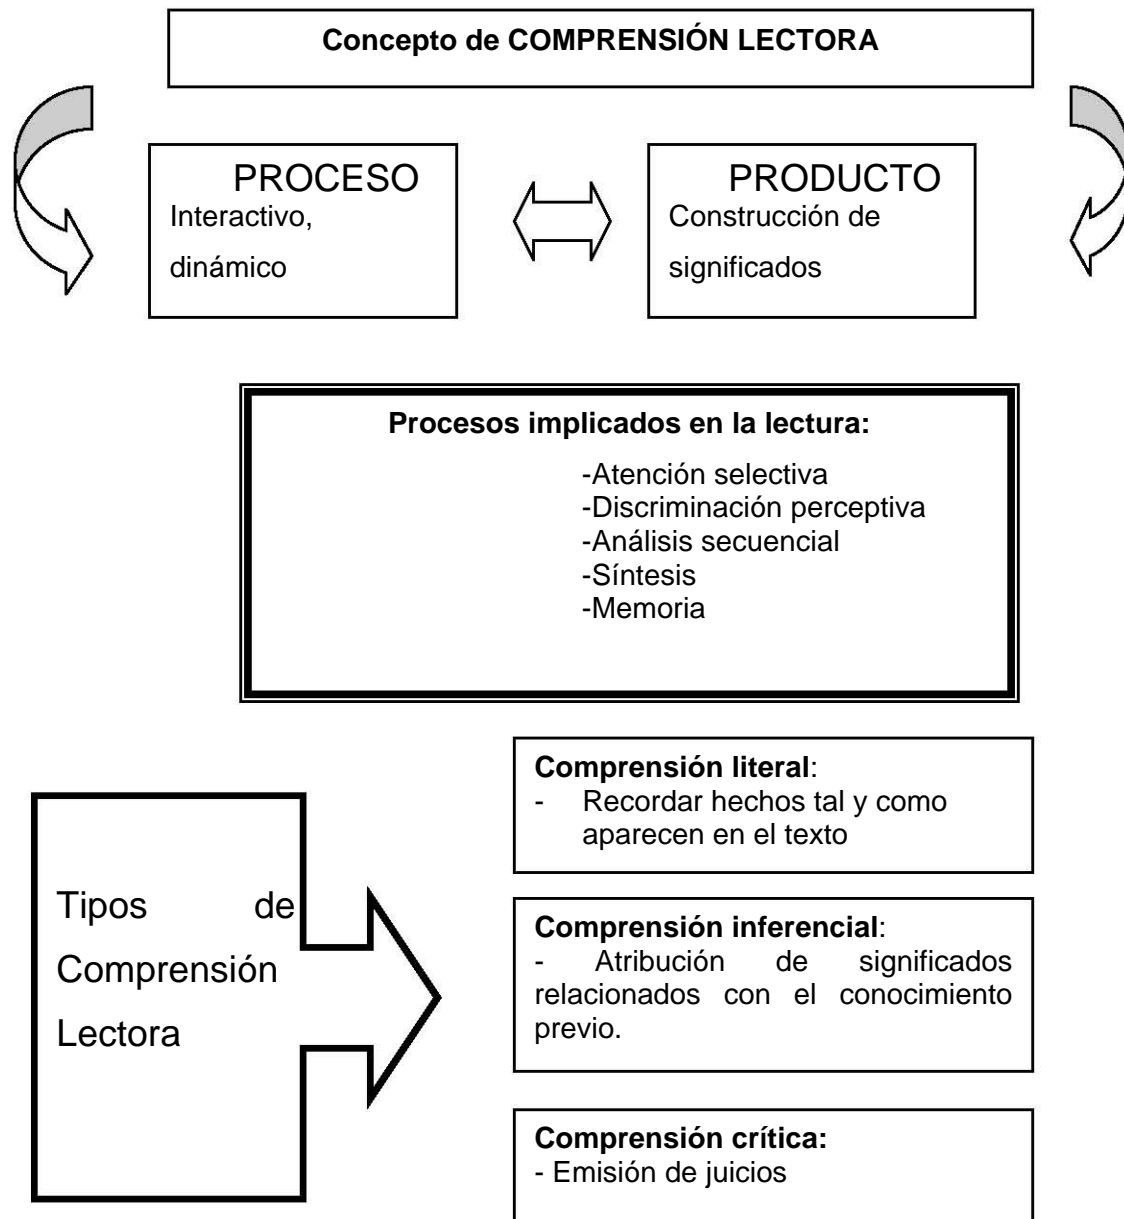 Concepto de COMPRENSIÓN LECTORA
PROCESO
Interactivo,
dinámico
PRODUCTO
Construcción de
significados
Procesos implicados en la lectura:
-Atención selectiva
-Discriminación perceptiva
-Análisis secuencial
-Síntesis
-Memoria
Tipos de
Comprensión
Lectora
Comprensión literal:
- Recordar hechos tal y como
aparecen en el texto
Comprensión inferencial:
- Atribución de significados
relacionados con el conocimiento
previo.
Comprensión crítica:
- Emisión de juicios